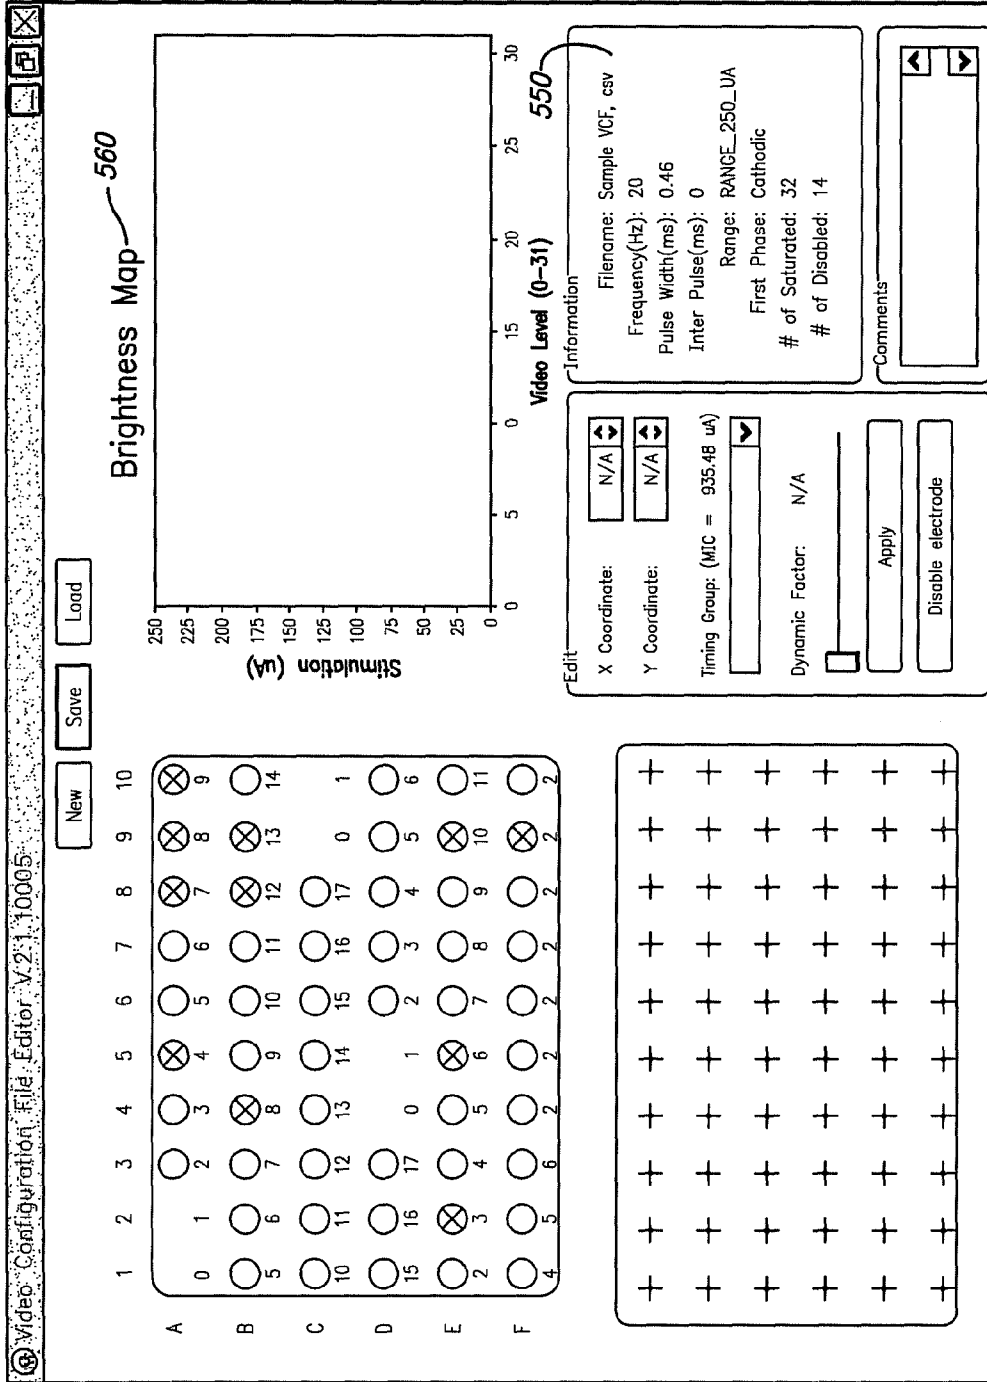 Video Configuration File Editor V.2.1.10005
New Save Load
1 2 3 4 5 6 7 8 9 10
A
0 1 2 3 4 5 6 7 8 9
B
5 6 7 8 9 10 11 12 13 14
C
10 11 12 13 14 15 16 17 0 1
D
15 16 17 0 1 2 3 4 5 6
E
2 3 4 5 6 7 8 9 10 11
F
4 5 6 2 2 2 2 2 2 2
Brightness Map 560
Stimulation (uA)
250
225
200
175
150
125
100
75
50
25
0
0 5 0 15 20 25 30
Video Level (0-31)
550
Edit
X Coordinate: N/A
Y Coordinate: N/A
Timing Group: (MIC = 935.48 uA)
Dynamic Factor: N/A
Apply
Disable electrode
Information
Filename: Sample VCF, csv
Frequency(Hz): 20
Pulse Width(ms): 0.46
Inter Pulse(ms): 0
Range: RANGE_250_UA
First Phase: Cathodic
# of Saturated: 32
# of Disabled: 14
Comments